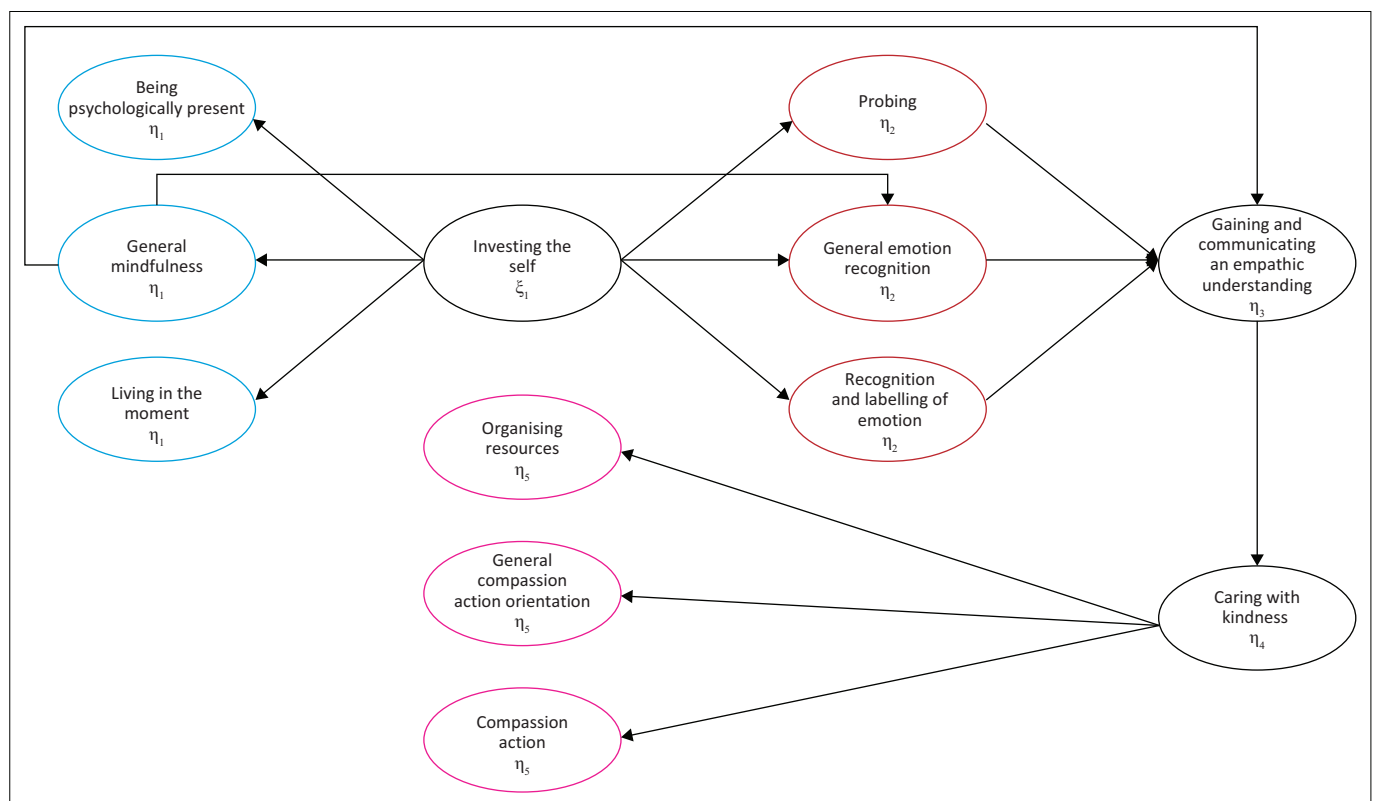 Being
psychologically present
η₁
Probing
η₂
General
mindfulness
η₁
Investing the
self
ξ₁
General emotion
recognition
η₂
Gaining and
communicating
an empathic
understanding
η₃
Living in the
moment
η₁
Recognition
and labelling of
emotion
η₂
Organising
resources
η₅
General
compassion
action orientation
η₅
Caring with
kindness
η₄
Compassion
action
η₅